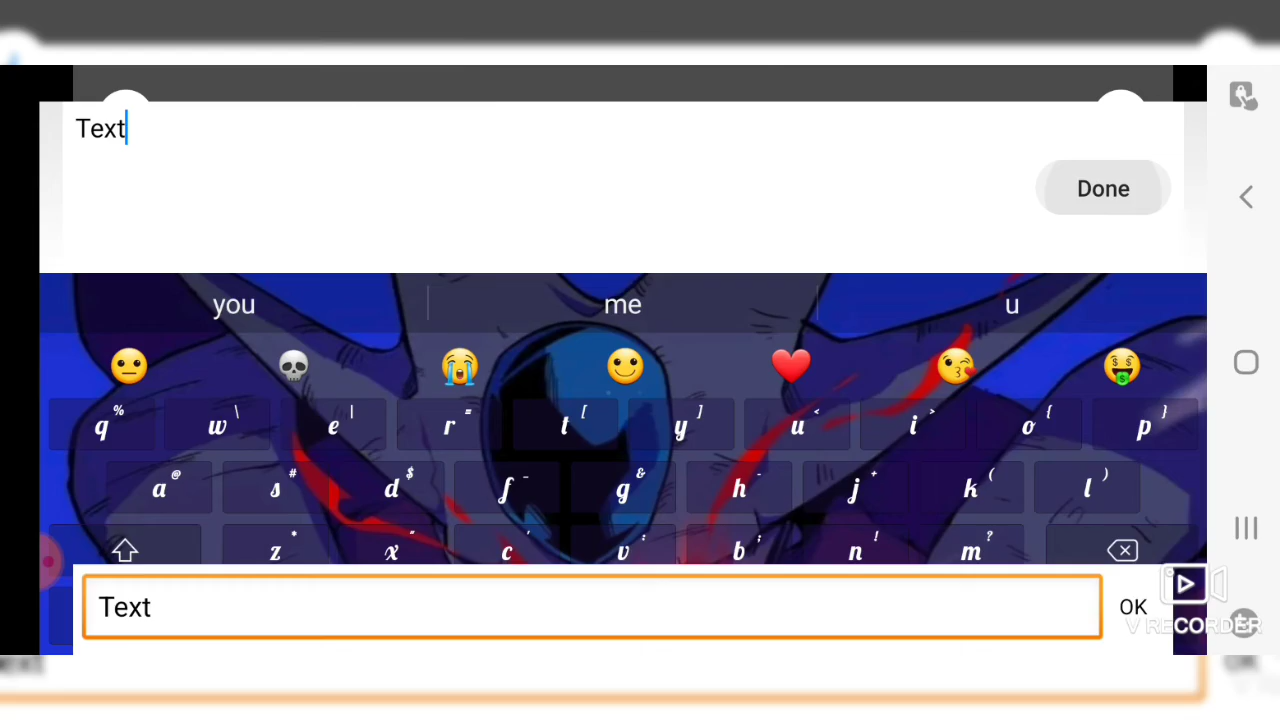 Text
Done
you me u
% \ | = [ ] < > { }
q w e r t y u i o p
@ # $ - & - + ( )
a s d f g h j k l
* " ' : ; ! ?
z x c v b n m
Text OK
V RECORDER